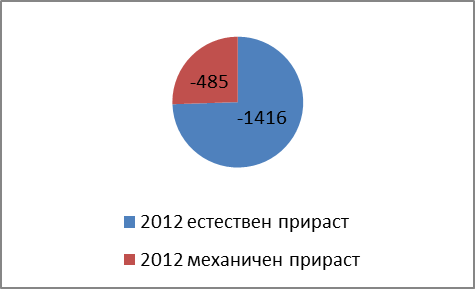 -485
-1416
2012 естествен прираст
2012 механичен прираст